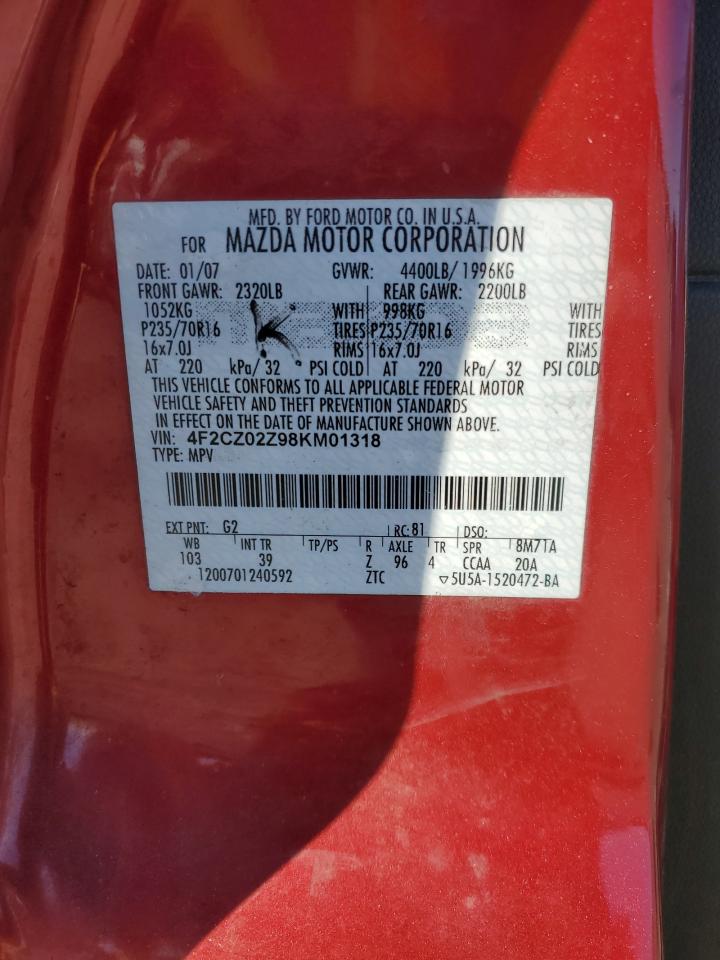 MFD. BY FORD MOTOR CO. IN U.S.A.
FOR MAZDA MOTOR CORPORATION
DATE: 01/07 GVWR: 4400LB/ 1996KG
FRONT GAWR: 2320LB REAR GAWR: 2200LB
1052KG WITH 998KG WITH
P235/70R16 TIRES P235/70R16 TIRES
16x7.0J RIMS 16x7.0J RIMS
AT 220 kPa/ 32 PSI COLD AT 220 kPa/ 32 PSI COLD
THIS VEHICLE CONFORMS TO ALL APPLICABLE FEDERAL MOTOR
VEHICLE SAFETY AND THEFT PREVENTION STANDARDS
IN EFFECT ON THE DATE OF MANUFACTURE SHOWN ABOVE.
VIN: 4F2CZ02Z98KM01318
TYPE: MPV
EXT PNT: G2 RC: 81 DSO:
WB INT TR TP/PS R AXLE TR SPR 8M71A
103 39 Z 96 4 CCAA 20A
1200701240592 ZTC ▽5U5A-1520472-BA